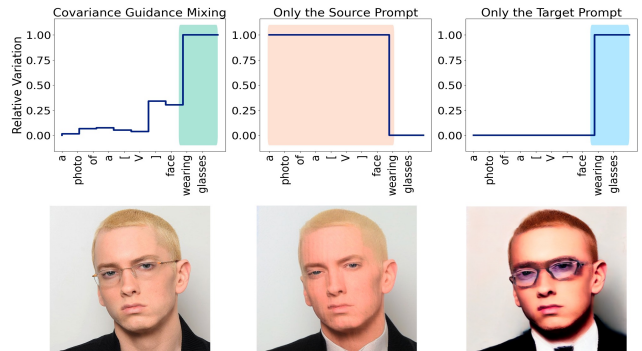 Covariance Guidance Mixing
Only the Source Prompt
Only the Target Prompt
Relative Variation
1.00
0.75
0.50
0.25
0.00
a
photo
of
a
[
V
]
face
wearing
glasses
1.00
0.75
0.50
0.25
0.00
a
photo
of
a
[
V
]
face
wearing
glasses
1.00
0.75
0.50
0.25
0.00
a
photo
of
a
[
V
]
face
wearing
glasses